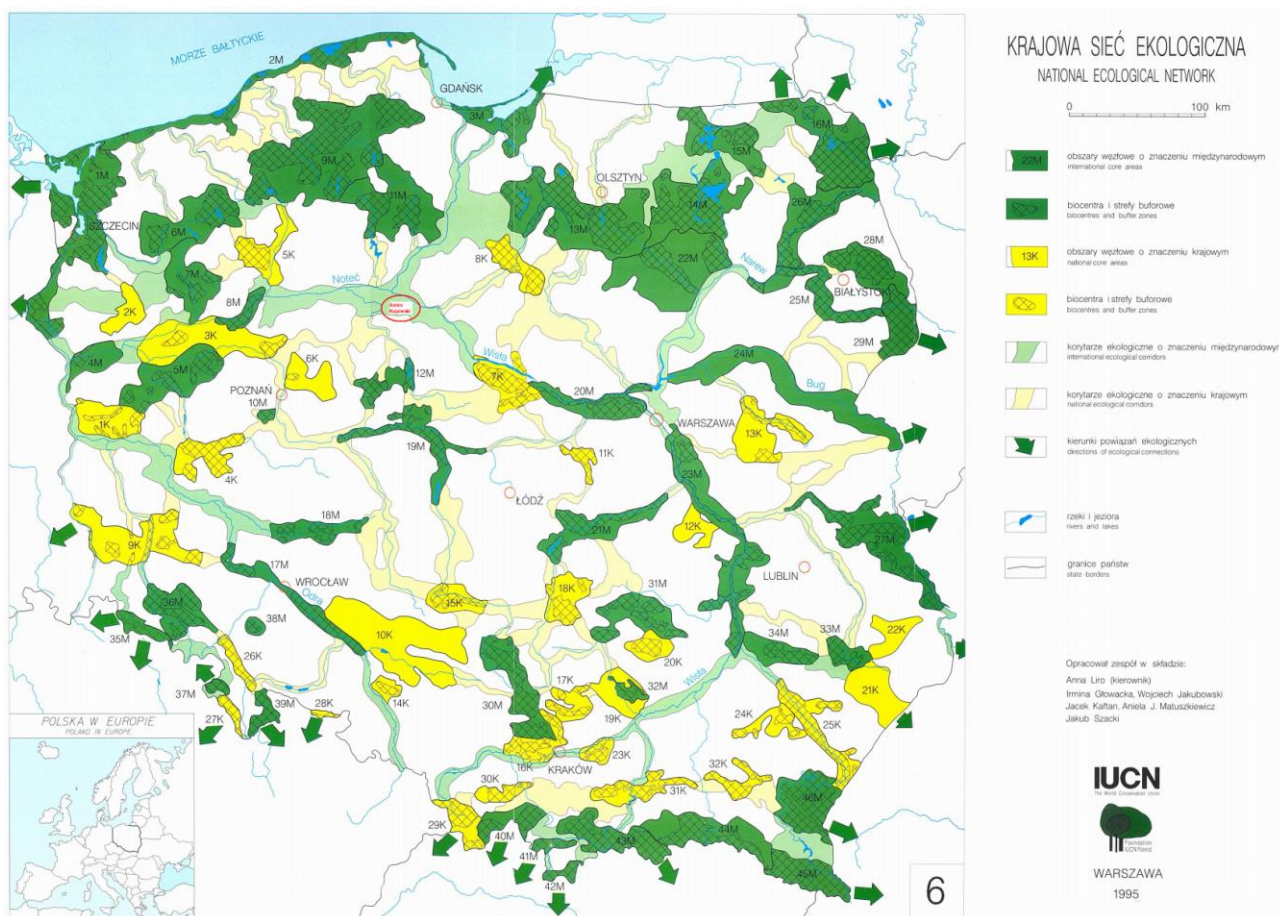 KRAJOWA SIEĆ EKOLOGICZNA
NATIONAL ECOLOGICAL NETWORK
0 100 km
22M obszary węzłowe o znaczeniu międzynarodowym
international core areas
biocentra i strefy buforowe
biocentres and buffer zones
13K obszary węzłowe o znaczeniu krajowym
national core areas
biocentra i strefy buforowe
biocentres and buffer zones
korytarze ekologiczne o znaczeniu międzynarodowym
international ecological corridors
korytarze ekologiczne o znaczeniu krajowym
national ecological corridors
kierunki powiązań ekologicznych
directions of ecological connections
rzeki i jeziora
rivers and lakes
granice państw
state borders
Opracował zespół w składzie:
Anna Liro (kierownik)
Irmina Głowacka, Wojciech Jakubowski
Jacek Kaftan, Aniela J. Matuszkiewicz
Jakub Szacki
IUCN
The World Conservation Union
Foundation
IUCN Poland
WARSZAWA
1995
MORZE BAŁTYCKIE
2M
GDAŃSK
3M
1M
9M
16M
15M
OLSZTYN
11M
14M
26M
SZCZECIN
6M
13M
5K
8K
22M
28M
7M
Noteć
Narew
BIAŁYSTOK
2K
8M
25M
3K
29M
4M
5M
6K
12M
Wisła
7K
24M
Bug
POZNAŃ
10M
20M
WARSZAWA
1K
13K
19M
4K
11K
23M
ŁÓDŹ
18M
21M
12K
27M
9K
17M
WROCŁAW
LUBLIN
Odra
31M
18K
36M
15K
38M
10K
34M
33M
22K
35M
26K
20K
Wisła
21K
37M
14K
17K
32M
39M
28K
30M
19K
24K
25K
27K
16K
KRAKÓW
23K
30K
32K
31K
46M
29K
40M
43M
44M
41M
42M
45M
POLSKA W EUROPIE
POLAND IN EUROPE
6